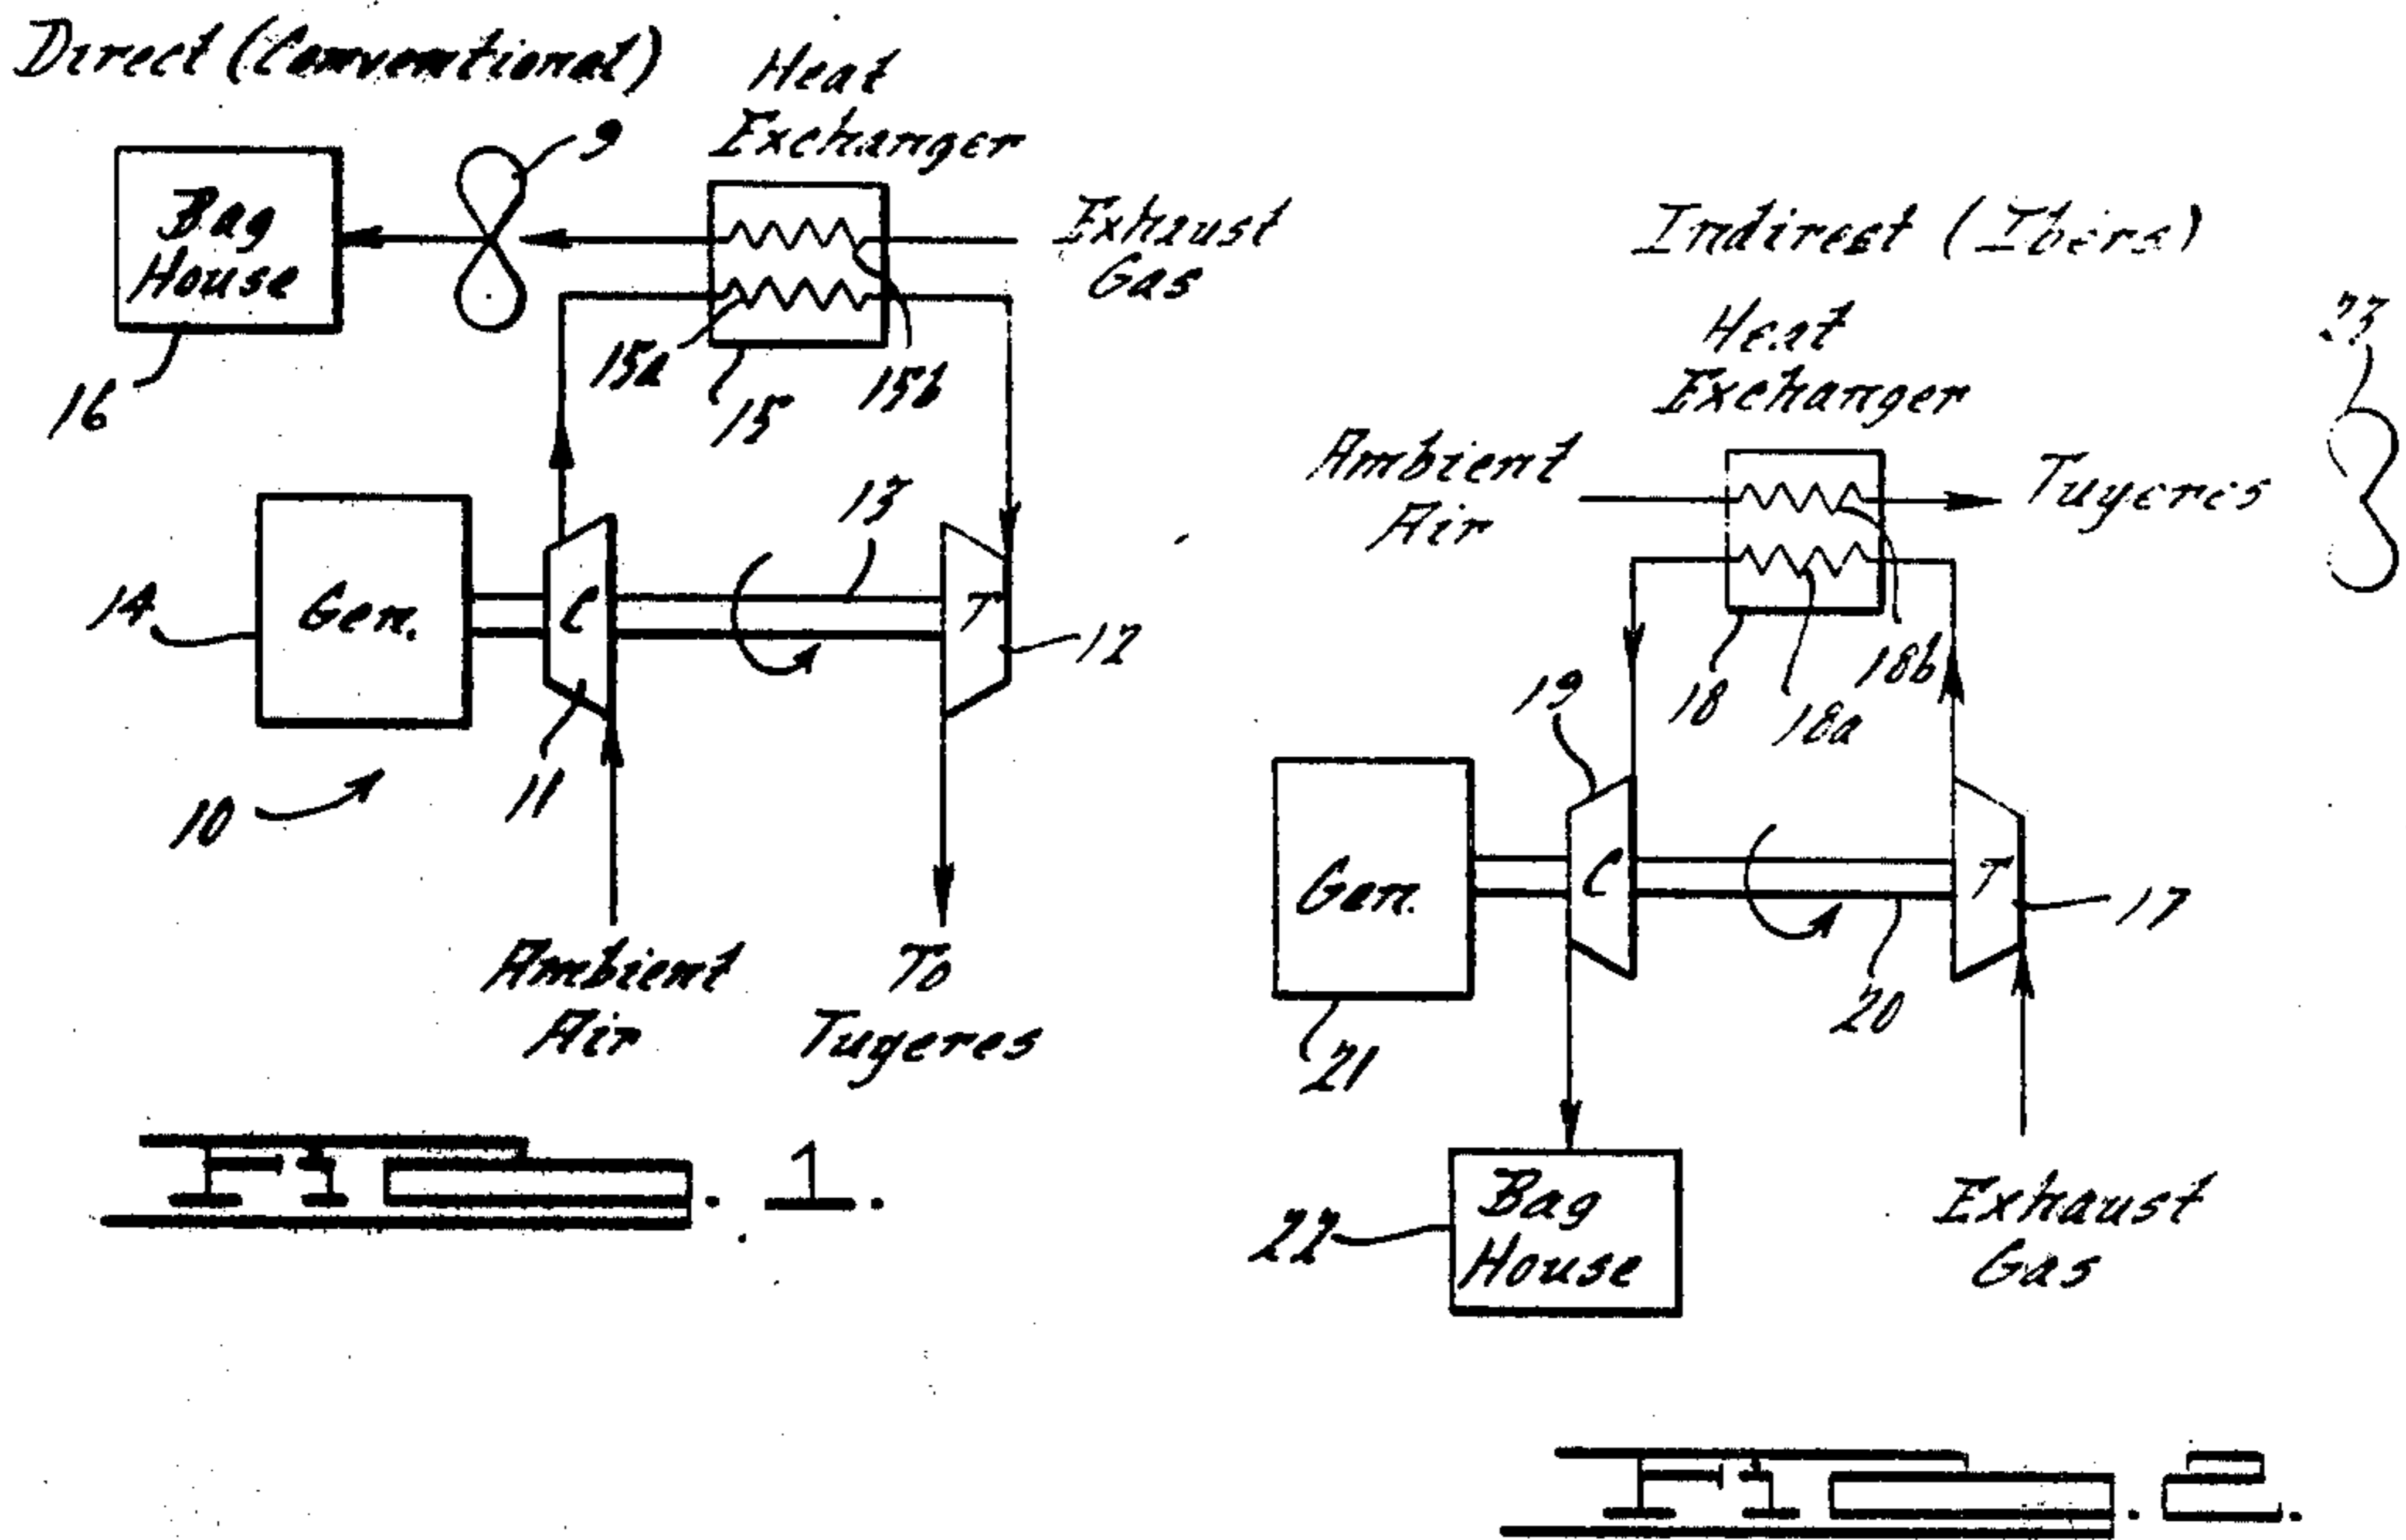 Direct (Conventional)
Heat
Exchanger
9
Bag
House
Exhaust
Gas
16
15a
15
15b
13
14
Gen.
C
T
12
11
10
Ambient
Air
To
Tuyeres
Fig. 1.
Indirect (Ibers)
Heat
Exchanger
23
Ambient
Air
Tuyeres
18
18a
18b
19
Gen.
C
T
17
20
21
22
Bag
House
Exhaust
Gas
Fig. 2.